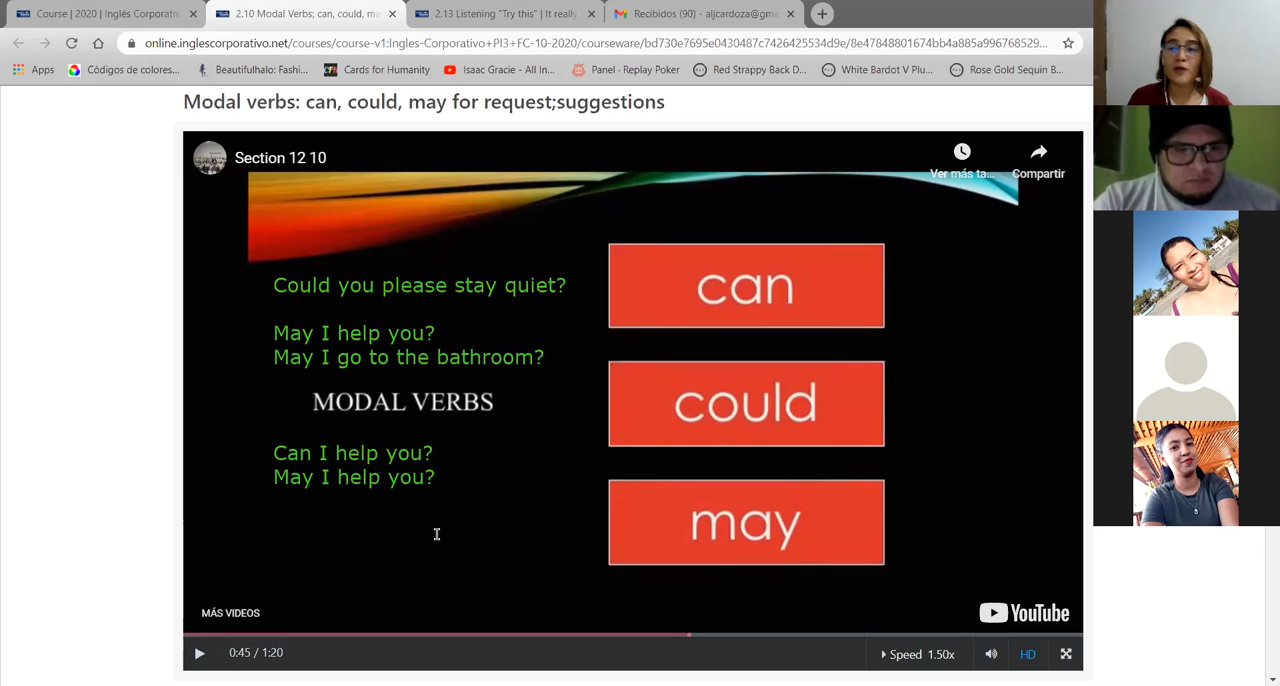 Course | 2020 | Inglés Corporativ
2.10 Modal Verbs; can, could, ma
2.13 Listening "Try this" | It really
Recibidos (90) - aljcardoza@gma
online.inglescorporativo.net/courses/course-v1:Ingles-Corporativo+PI3+FC-10-2020/courseware/bd730e7695e0430487c7426425534d9e/8e47848801674bb4a885a996768529...
Apps
Códigos de colores...
Beautifulhalo: Fashi...
Cards for Humanity
Isaac Gracie - All In...
Panel · Replay Poker
Red Strappy Back D...
White Bardot V Plu...
Rose Gold Sequin B...
Modal verbs: can, could, may for request;suggestions
Section 12 10
Ver más ta...
Compartir
Could you please stay quiet?
May I help you?
May I go to the bathroom?
MODAL VERBS
Can I help you?
May I help you?
can
could
may
MÁS VIDEOS
YouTube
0:45 / 1:20
Speed 1.50x
HD